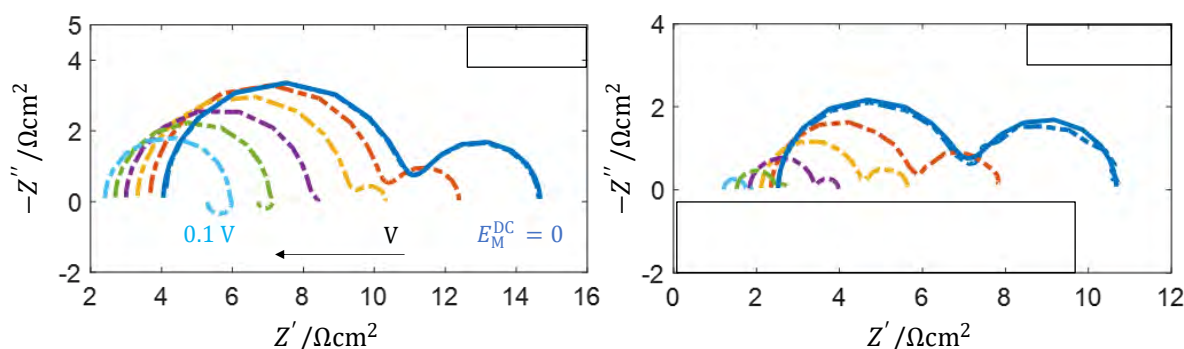 5
4
2
0
-2
−Z″ /Ωcm²
0.1 V
V
E_M^DC = 0
2 4 6 8 10 12 14 16
Z′ /Ωcm²
4
2
0
-2
−Z″ /Ωcm²
0 2 4 6 8 10 12
Z′ /Ωcm²